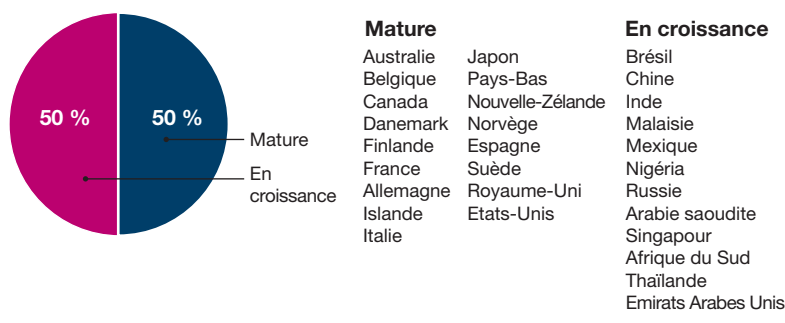 50 %
50 %
Mature
En
croissance
Mature
Australie
Belgique
Canada
Danemark
Finlande
France
Allemagne
Islande
Italie
Japon
Pays-Bas
Nouvelle-Zélande
Norvège
Espagne
Suède
Royaume-Uni
Etats-Unis
En croissance
Brésil
Chine
Inde
Malaisie
Mexique
Nigéria
Russie
Arabie saoudite
Singapour
Afrique du Sud
Thaïlande
Emirats Arabes Unis